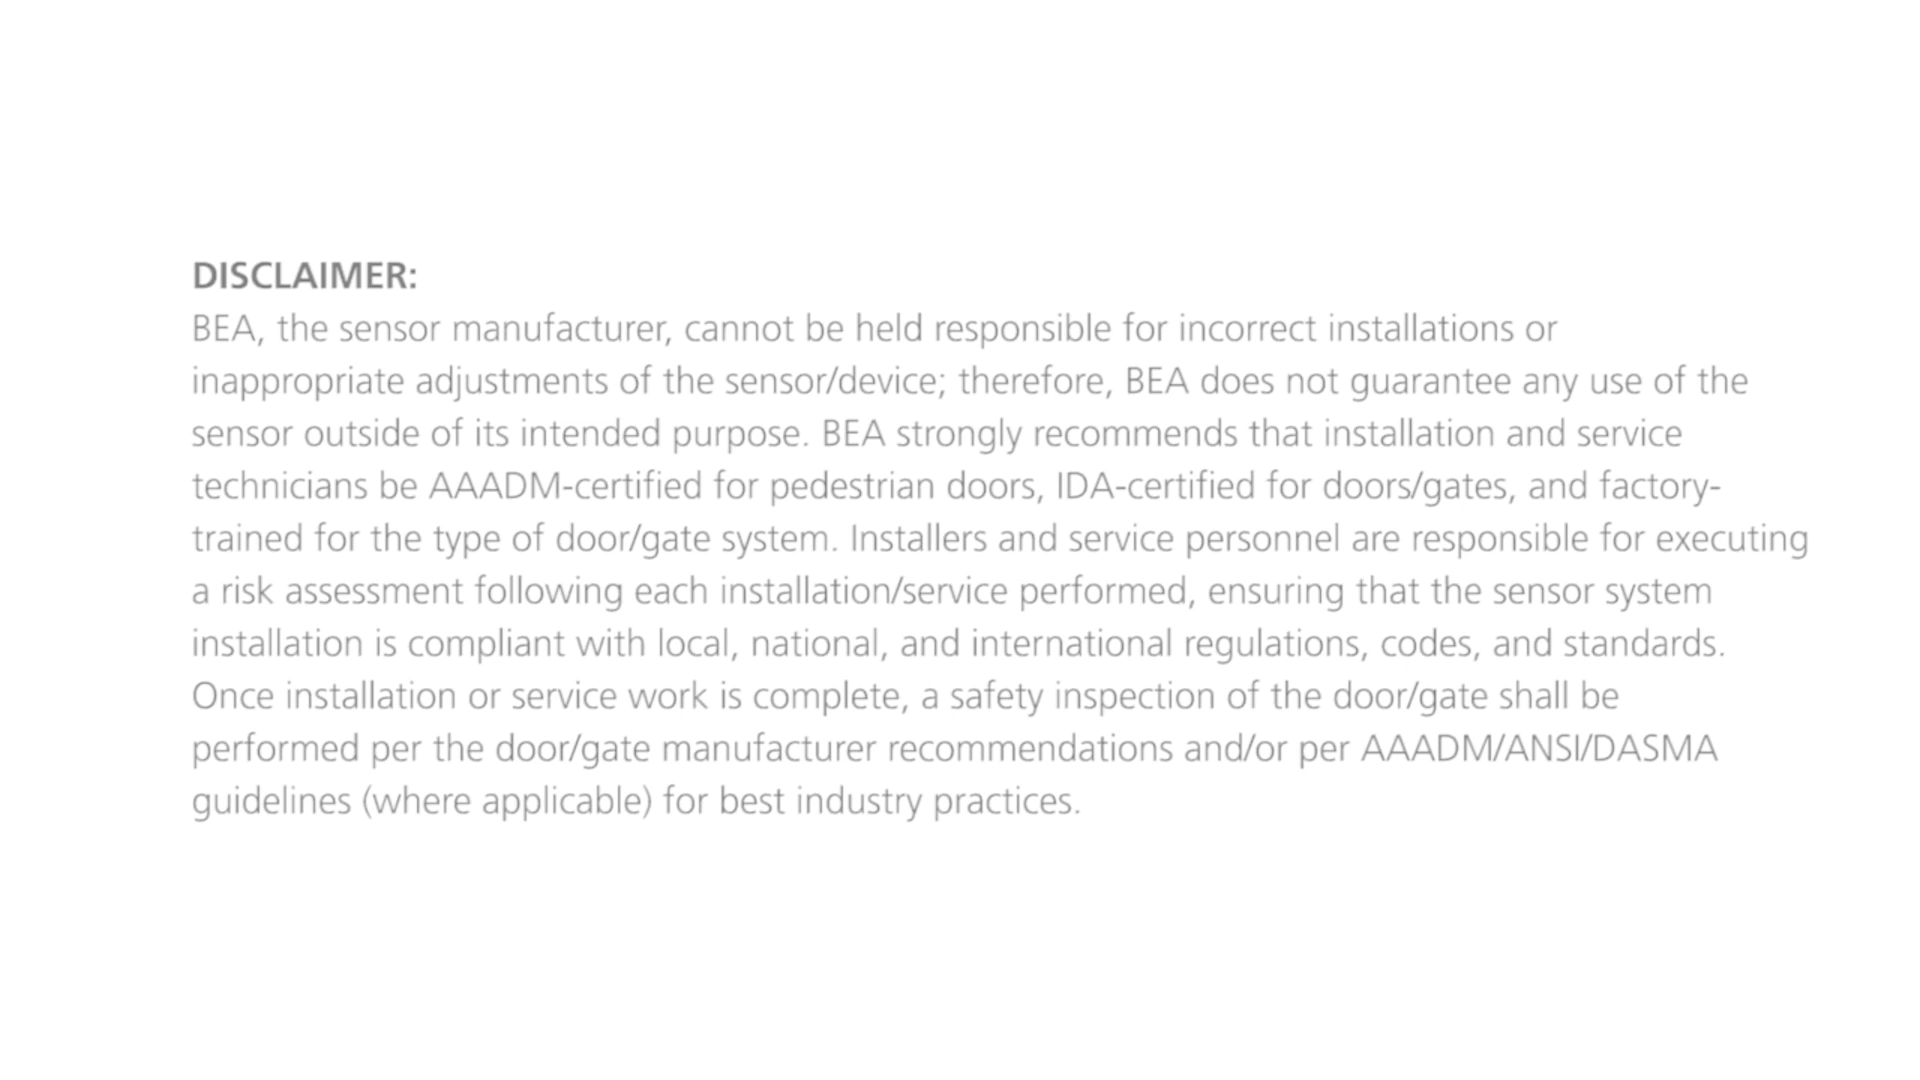 DISCLAIMER:
BEA, the sensor manufacturer, cannot be held responsible for incorrect installations or
inappropriate adjustments of the sensor/device; therefore, BEA does not guarantee any use of the
sensor outside of its intended purpose. BEA strongly recommends that installation and service
technicians be AAADM-certified for pedestrian doors, IDA-certified for doors/gates, and factory-
trained for the type of door/gate system. Installers and service personnel are responsible for executing
a risk assessment following each installation/service performed, ensuring that the sensor system
installation is compliant with local, national, and international regulations, codes, and standards.
Once installation or service work is complete, a safety inspection of the door/gate shall be
performed per the door/gate manufacturer recommendations and/or per AAADM/ANSI/DASMA
guidelines (where applicable) for best industry practices.